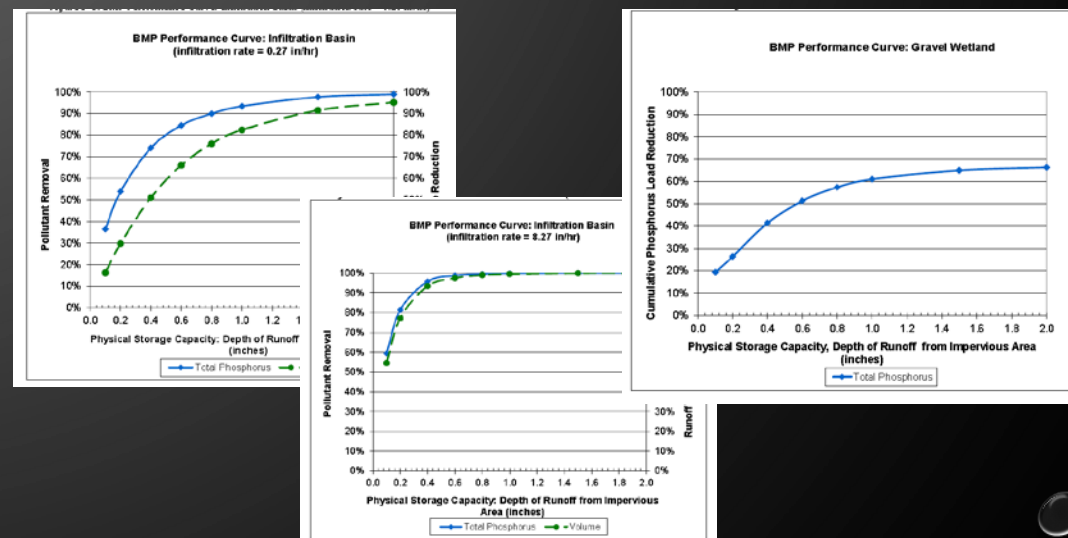 BMP Performance Curve: Infiltration Basin
(infiltration rate = 0.27 in/hr)
100%
90%
80%
70%
60%
50%
40%
30%
20%
10%
0%
Pollutant Removal
100%
90%
80%
70%
60%
Reduction
0.0 0.2 0.4 0.6 0.8 1.0 1.2
Physical Storage Capacity: Depth of Runoff
(inches)
Total Phosphorus
BMP Performance Curve: Infiltration Basin
(infiltration rate = 8.27 in/hr)
100%
90%
80%
70%
60%
50%
40%
30%
20%
10%
0%
Pollutant Removal
30%
20%
10%
0%
Runoff
0.0 0.2 0.4 0.6 0.8 1.0 1.2 1.4 1.6 1.8 2.0
Physical Storage Capacity: Depth of Runoff from Impervious
Area (inches)
Total Phosphorus Volume
BMP Performance Curve: Gravel Wetland
100%
90%
80%
70%
60%
50%
40%
30%
20%
10%
0%
Cumulative Phosphorus Load Reduction
0.0 0.2 0.4 0.6 0.8 1.0 1.2 1.4 1.6 1.8 2.0
Physical Storage Capacity, Depth of Runoff from Impervious Area
(inches)
Total Phosphorus